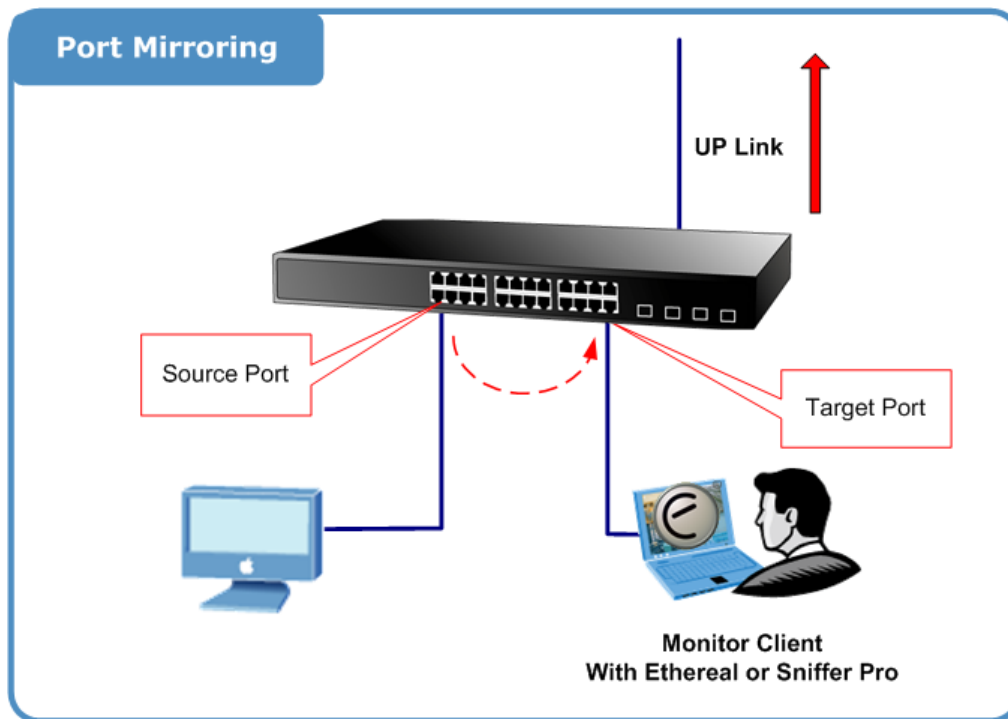 Port Mirroring
UP Link
Source Port
Target Port
Monitor Client
With Ethereal or Sniffer Pro